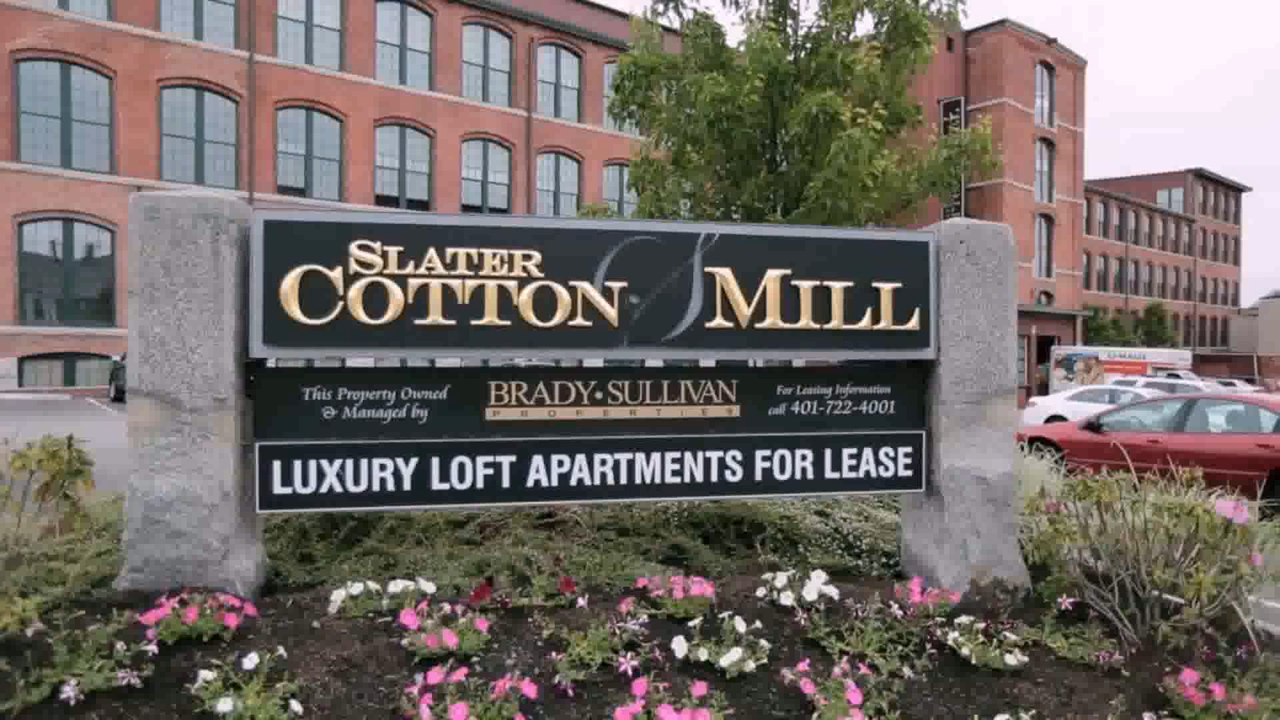 SLATER
COTTON MILL
This Property Owned
& Managed by
BRADY•SULLIVAN
PROPERTIES
For Leasing Information
call 401-722-4001
LUXURY LOFT APARTMENTS FOR LEASE